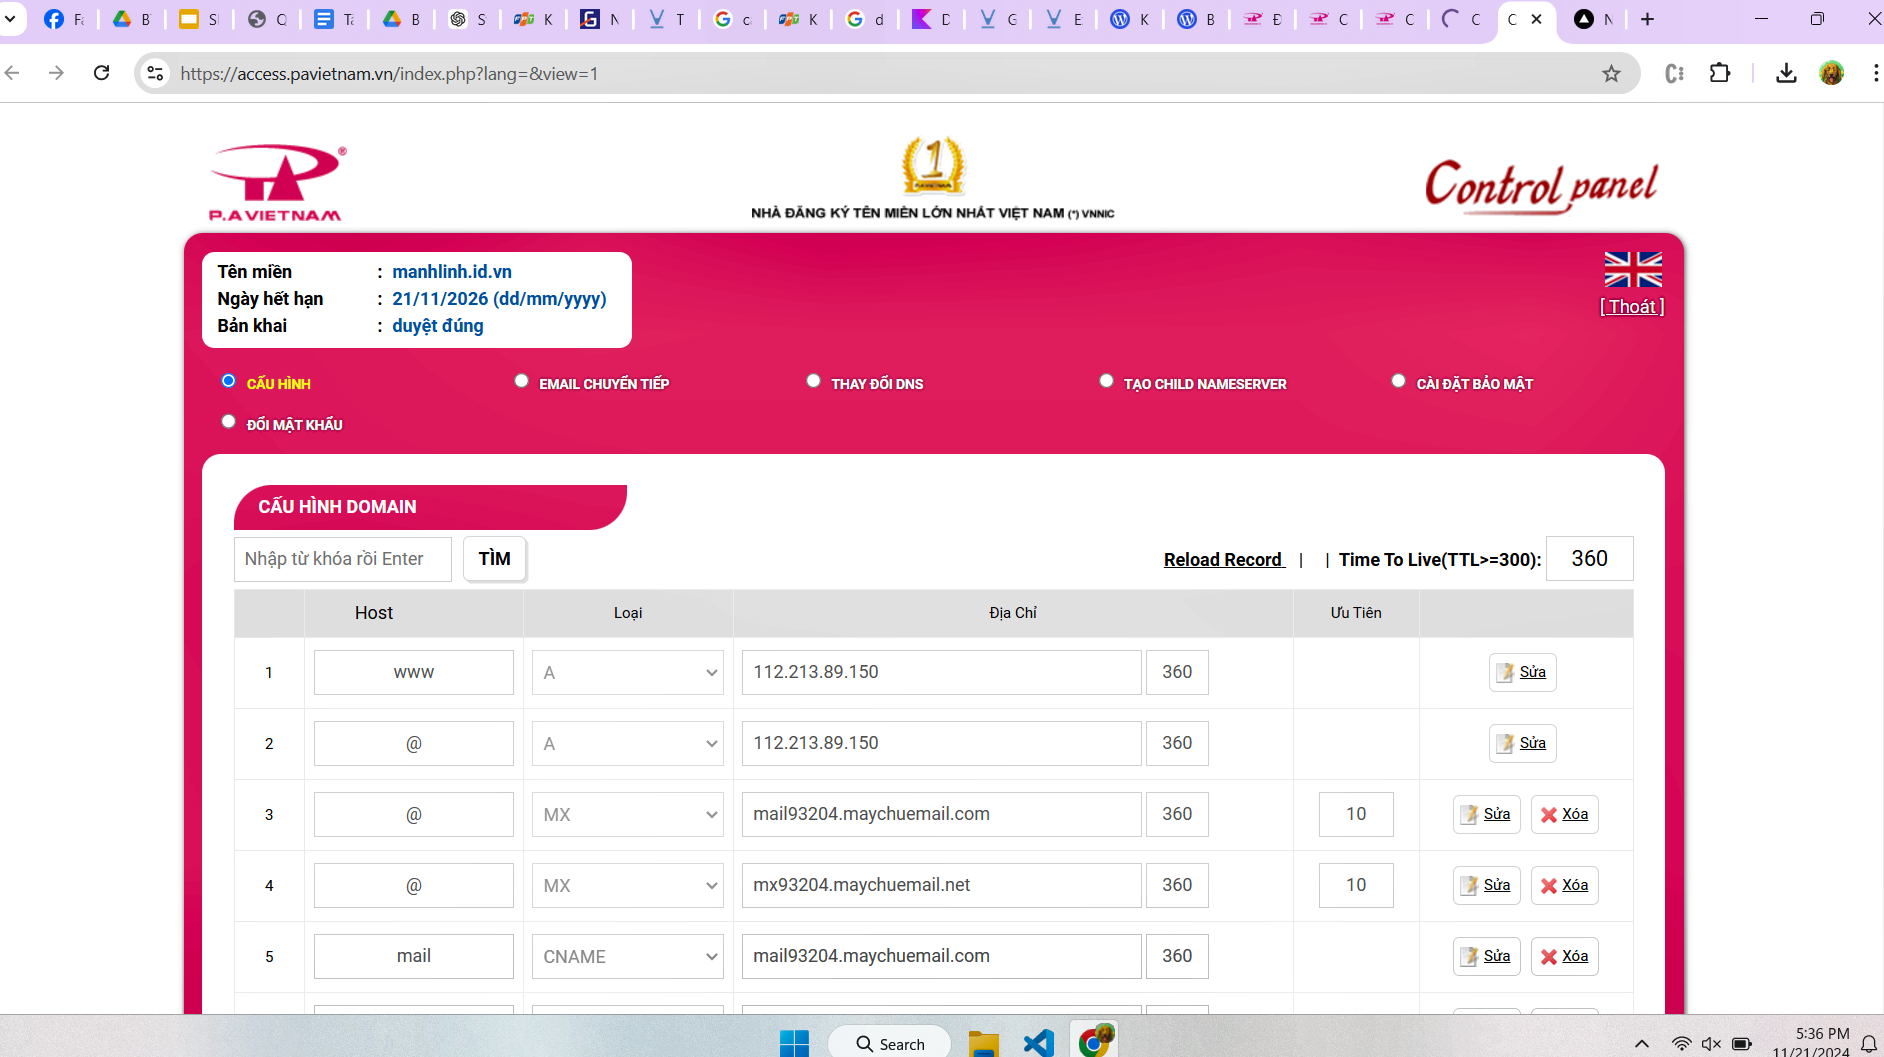 https://access.pavietnam.vn/index.php?lang=&view=1
P.A VIETNAM
1
NHÀ ĐĂNG KÝ TÊN MIỀN LỚN NHẤT VIỆT NAM (*) VNNIC
Control panel
Tên miền : manhlinh.id.vn
Ngày hết hạn : 21/11/2026 (dd/mm/yyyy)
Bản khai : duyệt đúng
[ Thoát ]
CẤU HÌNH
EMAIL CHUYỂN TIẾP
THAY ĐỔI DNS
TẠO CHILD NAMESERVER
CÀI ĐẶT BẢO MẬT
ĐỔI MẬT KHẨU
CẤU HÌNH DOMAIN
Nhập từ khóa rồi Enter TÌM Reload Record | | Time To Live(TTL>=300): 360
Host Loại Địa Chỉ Ưu Tiên
1 www A 112.213.89.150 360 Sửa
2 @ A 112.213.89.150 360 Sửa
3 @ MX mail93204.maychuemail.com 360 10 Sửa Xóa
4 @ MX mx93204.maychuemail.net 360 10 Sửa Xóa
5 mail CNAME mail93204.maychuemail.com 360 Sửa Xóa
Search
5:36 PM
11/21/2024